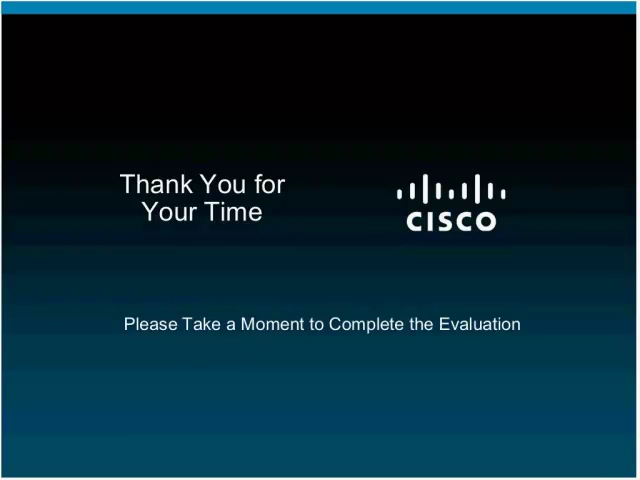 Thank You for
Your Time
CISCO
Please Take a Moment to Complete the Evaluation